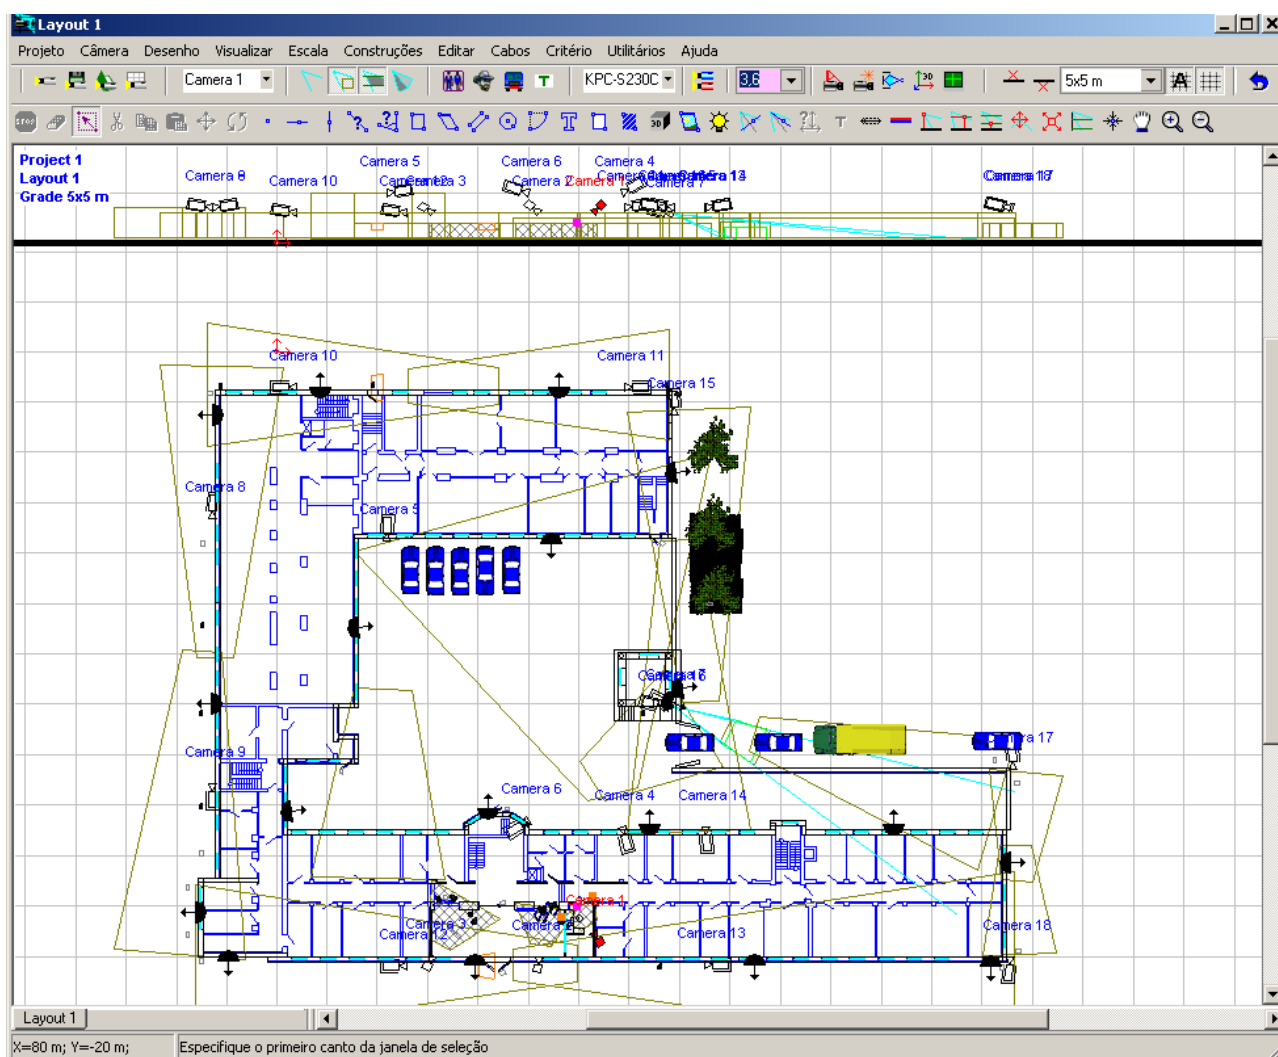 Layout 1
Projeto Câmera Desenho Visualizar Escala Construções Editar Cabos Critério Utilitários Ajuda
Camera 1 T KPC-S230C 3,6 5x5 m A
STOP T 3D T
Project 1
Layout 1
Grade 5x5 m
Camera 5 Camera 6 Camera 4
Camera 10 Camera 3 Camera 2 Camera 1 Camera 7
Camera 10 Camera 11
Camera 15
Camera 8
Camera 5
Camera 16
Camera 9 17
Camera 6 Camera 4 Camera 14
Camera 1
Camera 3
Camera 12 Camera 13 Camera 18
Layout 1
X=80 m; Y=-20 m; Especifique o primeiro canto da janela de seleção